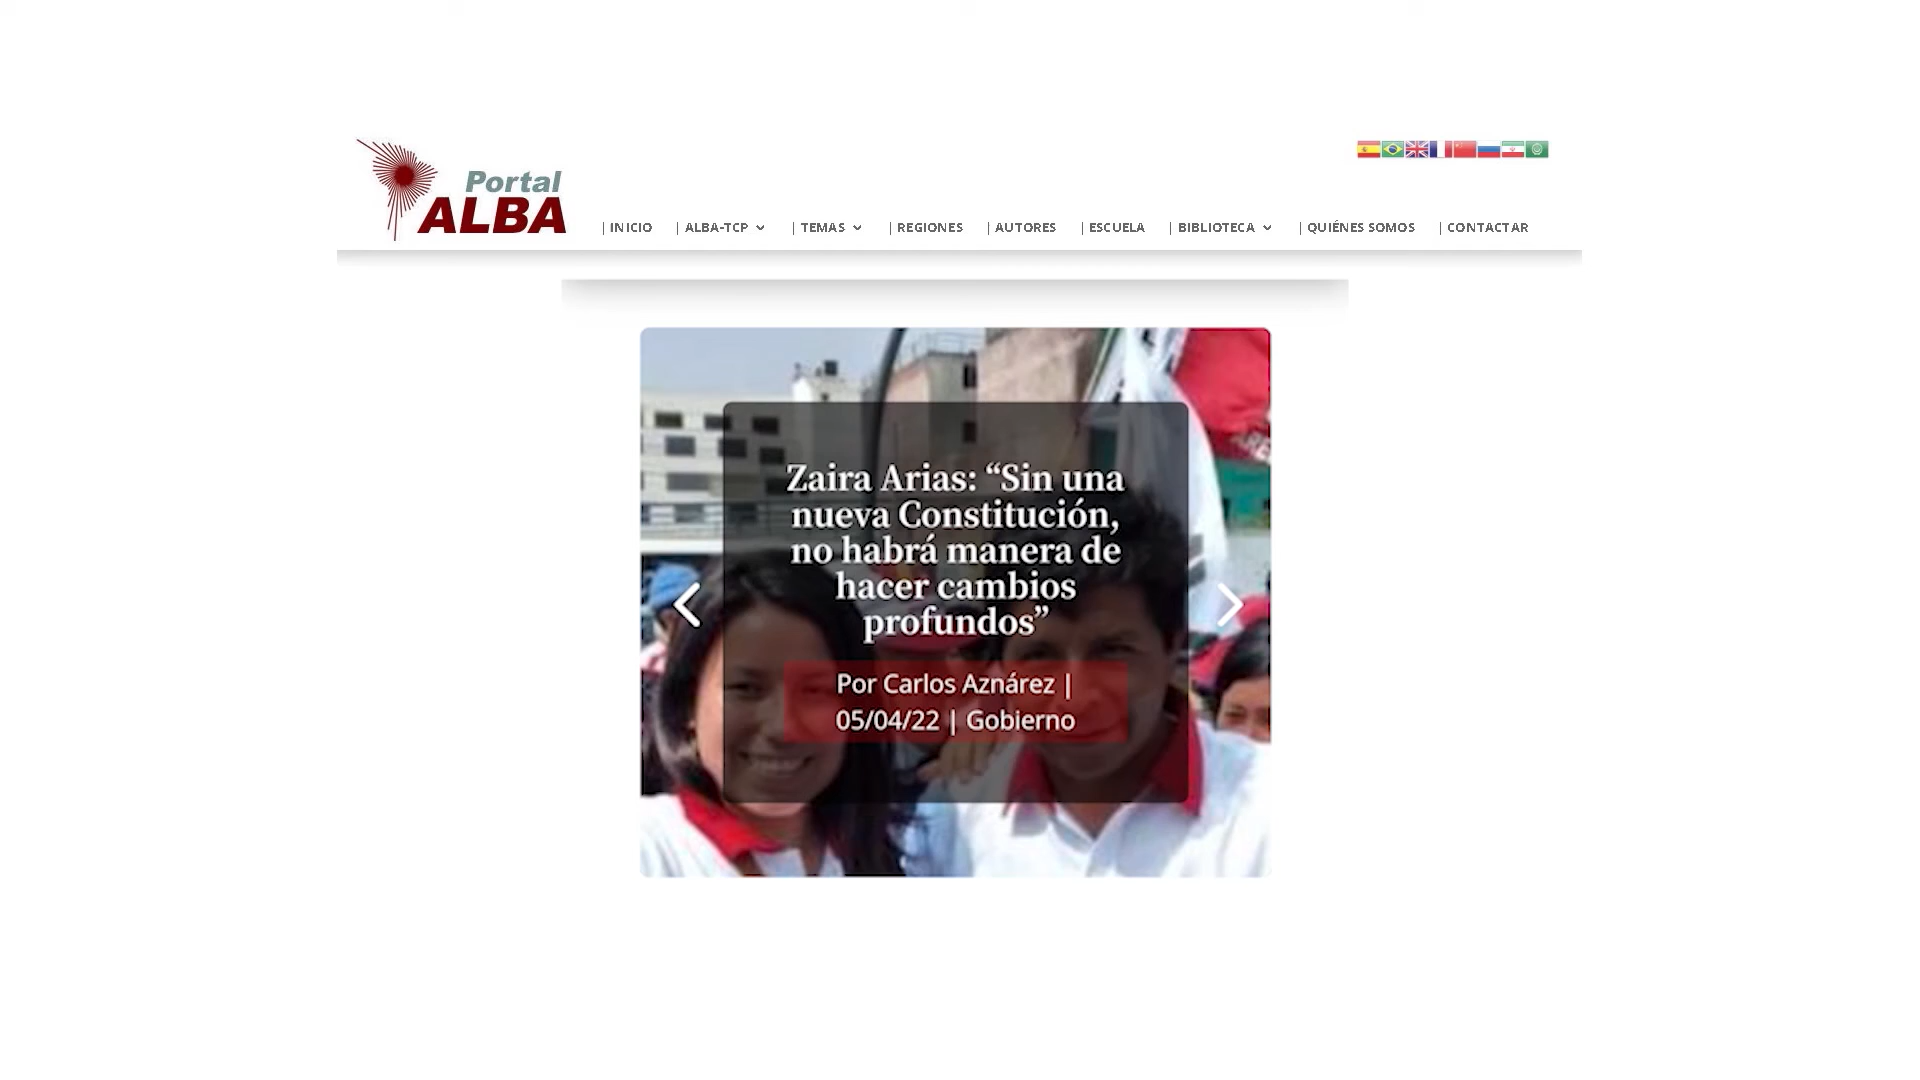 Portal
ALBA
| INICIO | ALBA-TCP | TEMAS | REGIONES | AUTORES | ESCUELA | BIBLIOTECA | QUIÉNES SOMOS | CONTACTAR
Zaira Arias: “Sin una
nueva Constitución,
no habrá manera de
hacer cambios
profundos”
Por Carlos Aznárez |
05/04/22 | Gobierno